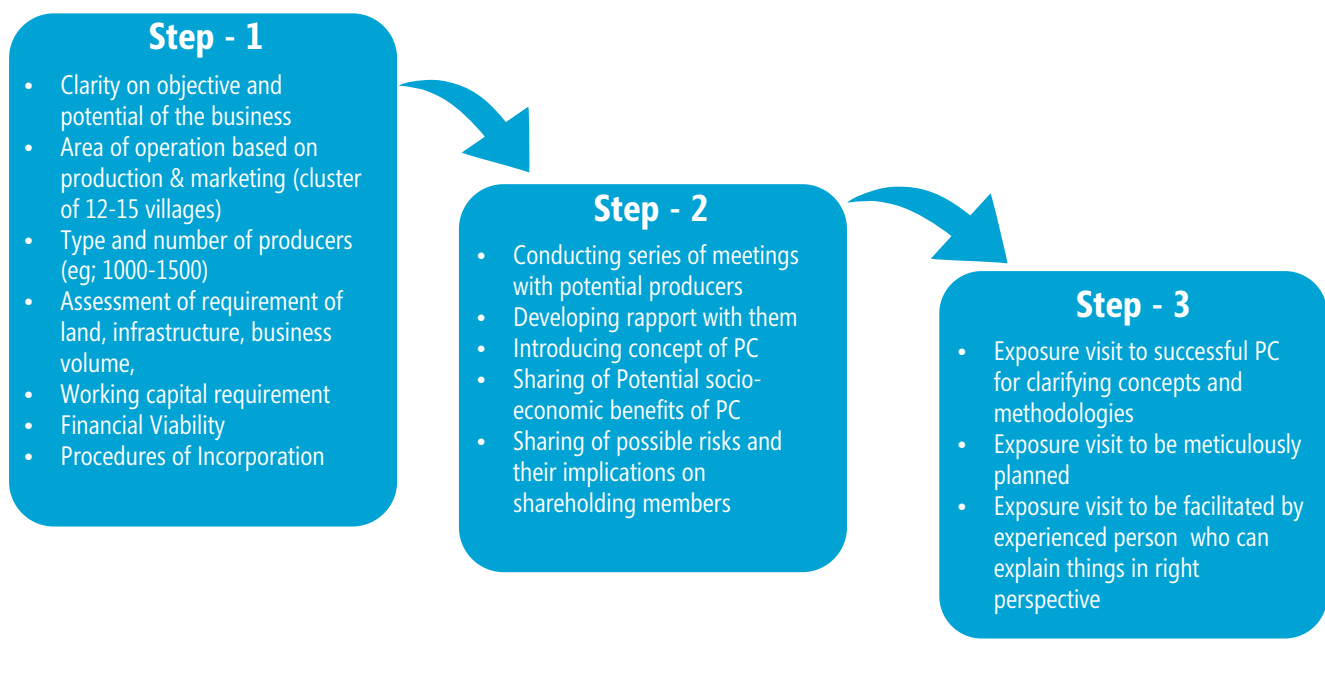 Step - 1
• Clarity on objective and
potential of the business
• Area of operation based on
production & marketing (cluster
of 12-15 villages)
• Type and number of producers
(eg; 1000-1500)
• Assessment of requirement of
land, infrastructure, business
volume,
• Working capital requirement
• Financial Viability
• Procedures of Incorporation
Step - 2
• Conducting series of meetings
with potential producers
• Developing rapport with them
• Introducing concept of PC
• Sharing of Potential socio-
economic benefits of PC
• Sharing of possible risks and
their implications on
shareholding members
Step - 3
• Exposure visit to successful PC
for clarifying concepts and
methodologies
• Exposure visit to be meticulously
planned
• Exposure visit to be facilitated by
experienced person who can
explain things in right
perspective